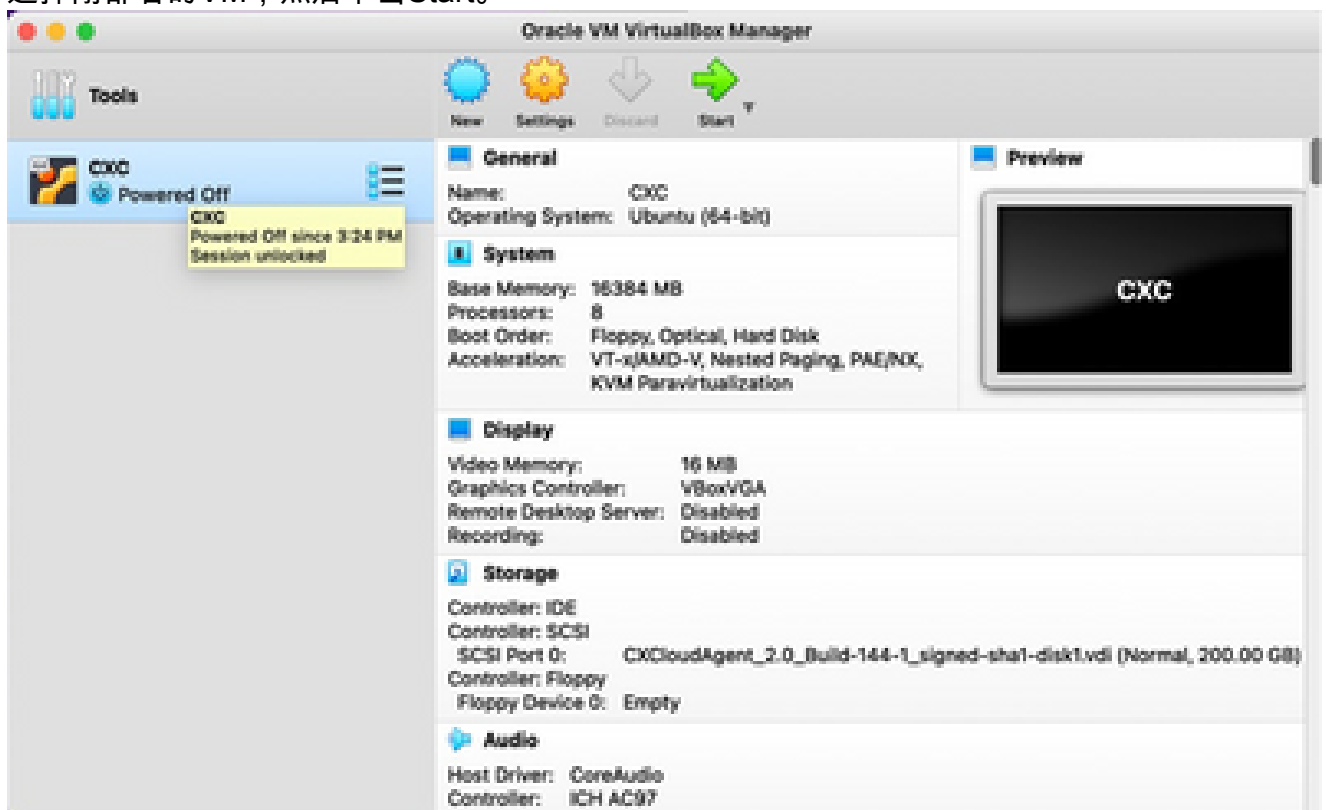 Oracle VM VirtualBox Manager
Tools
New
Settings
Discard
Start
CXC
Powered Off
CXC
Powered Off since 3:24 PM
Session unlocked
General
Name: CXC
Operating System: Ubuntu (64-bit)
System
Base Memory: 16384 MB
Processors: 8
Boot Order: Floppy, Optical, Hard Disk
Acceleration: VT-x/AMD-V, Nested Paging, PAE/NX,
KVM Paravirtualization
Preview
CXC
Display
Video Memory: 16 MB
Graphics Controller: VBoxVGA
Remote Desktop Server: Disabled
Recording: Disabled
Storage
Controller: IDE
Controller: SCSI
SCSI Port 0: CXCloudAgent_2.0_Build-144-1_signed-sha1-disk1.vdi (Normal, 200.00 GB)
Controller: Floppy
Floppy Device 0: Empty
Audio
Host Driver: CoreAudio
Controller: ICH AC97